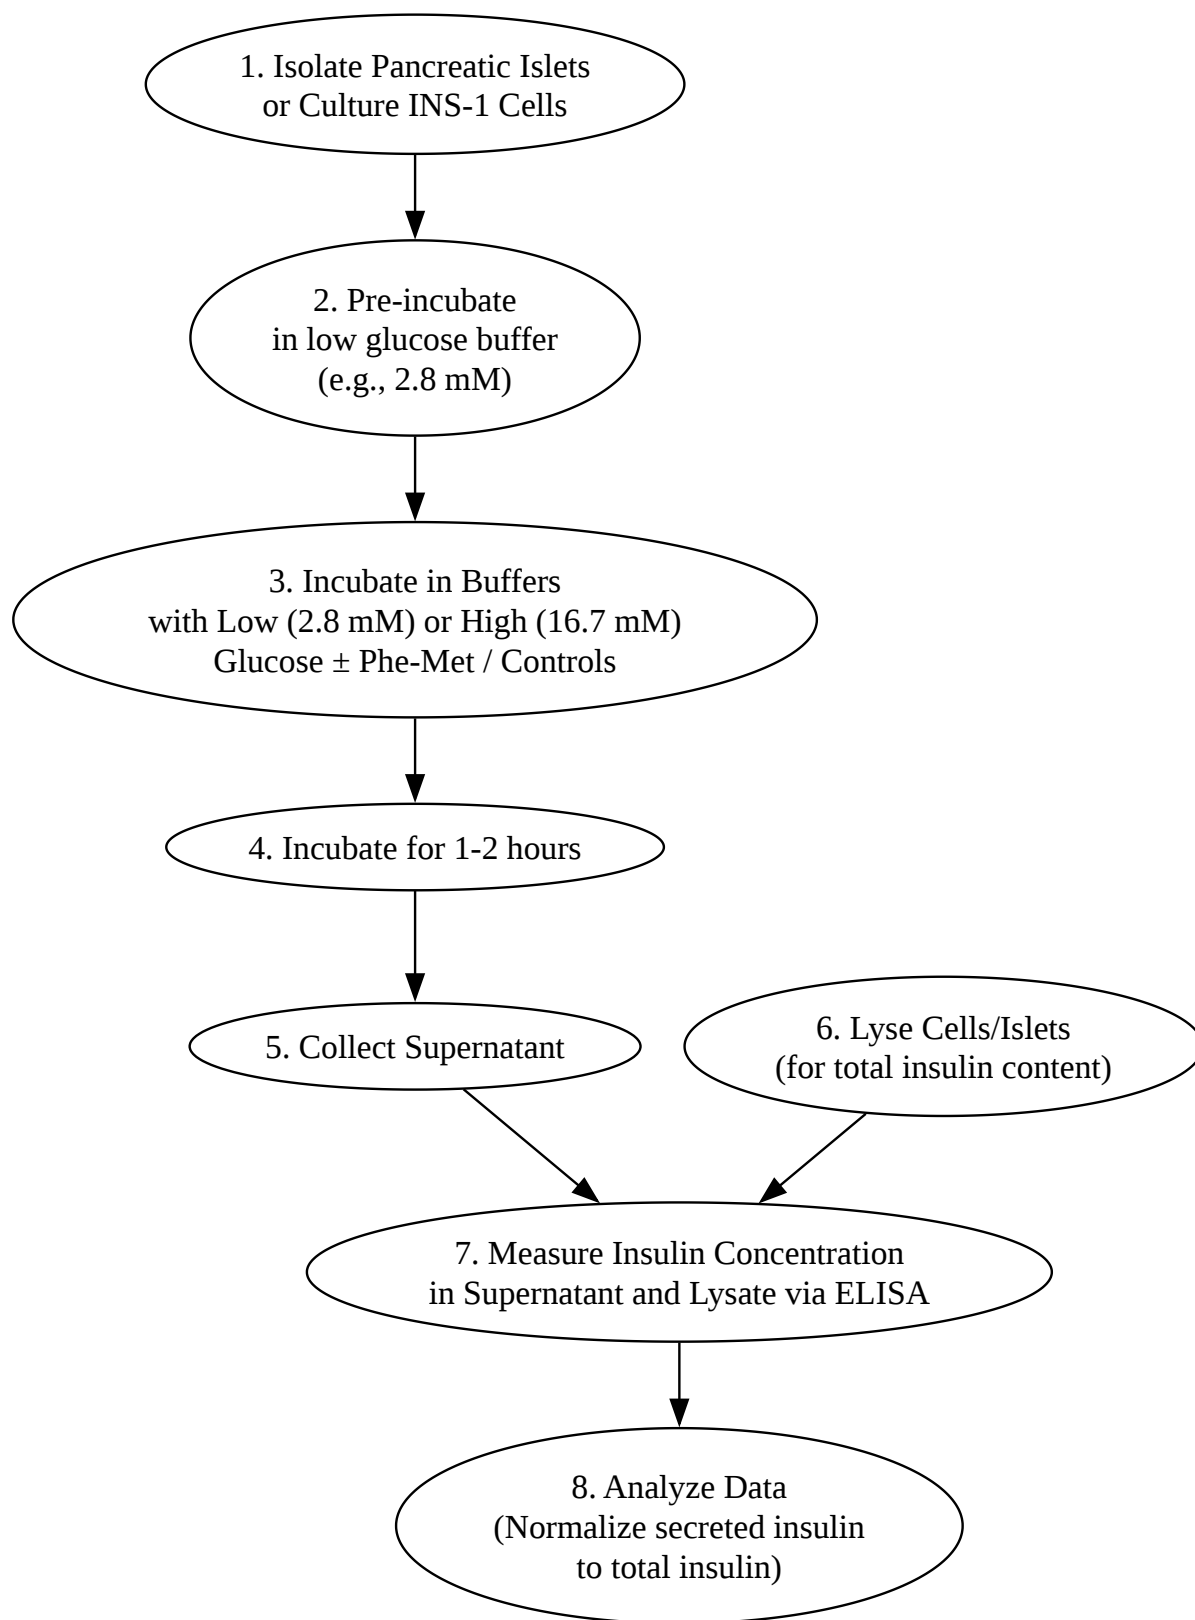 1. Isolate Pancreatic Islets
or Culture INS-1 Cells
2. Pre-incubate
in low glucose buffer
(e.g., 2.8 mM)
3. Incubate in Buffers
with Low (2.8 mM) or High (16.7 mM)
Glucose ± Phe-Met / Controls
4. Incubate for 1-2 hours
5. Collect Supernatant
6. Lyse Cells/Islets
(for total insulin content)
7. Measure Insulin Concentration
in Supernatant and Lysate via ELISA
8. Analyze Data
(Normalize secreted insulin
to total insulin)